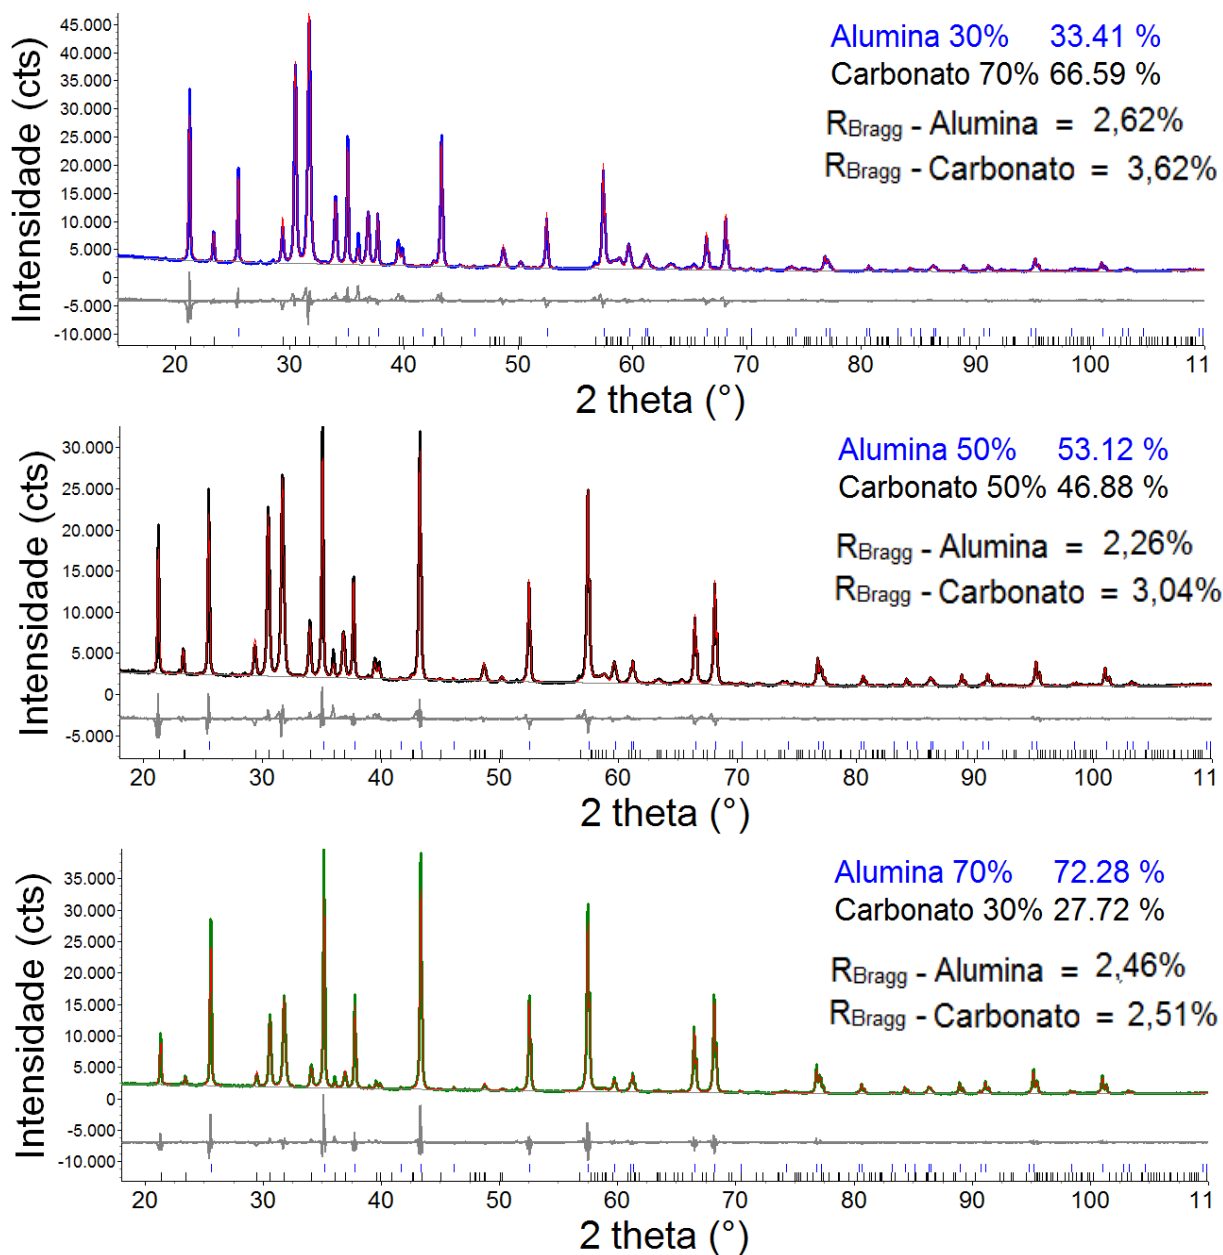 Intensidade (cts)
45.000
40.000
35.000
30.000
25.000
20.000
15.000
10.000
5.000
0
-5.000
-10.000
Alumina 30% 33.41 %
Carbonato 70% 66.59 %
RBragg - Alumina = 2,62%
RBragg - Carbonato = 3,62%
20 30 40 50 60 70 80 90 100 11
2 theta (°)
Intensidade (cts)
30.000
25.000
20.000
15.000
10.000
5.000
0
-5.000
Alumina 50% 53.12 %
Carbonato 50% 46.88 %
RBragg - Alumina = 2,26%
RBragg - Carbonato = 3,04%
20 30 40 50 60 70 80 90 100 11
2 theta (°)
Intensidade (cts)
35.000
30.000
25.000
20.000
15.000
10.000
5.000
0
-5.000
-10.000
Alumina 70% 72.28 %
Carbonato 30% 27.72 %
RBragg - Alumina = 2,46%
RBragg - Carbonato = 2,51%
20 30 40 50 60 70 80 90 100 11
2 theta (°)